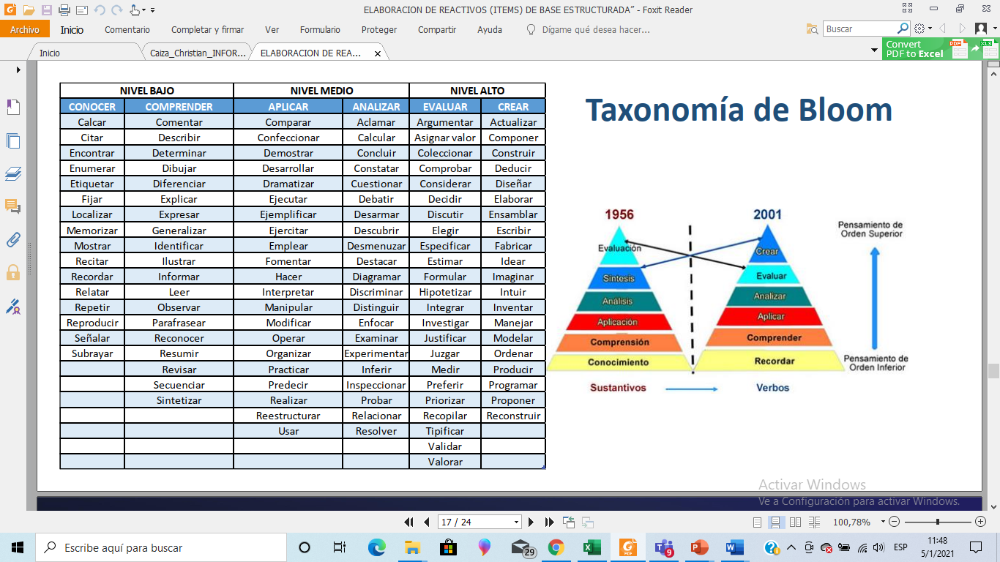 ELABORACION DE REACTIVOS (ITEMS) DE BASE ESTRUCTURADA” - Foxit Reader
Archivo Inicio Comentario Completar y firmar Ver Formulario Proteger Compartir Ayuda Dígame qué desea hacer... Buscar
Inicio Caiza_Christian_INFOR... ELABORACION DE REA... Convert
PDF to Excel PDF XLS
NIVEL BAJO NIVEL MEDIO NIVEL ALTO
CONOCER COMPRENDER APLICAR ANALIZAR EVALUAR CREAR
Calcar Comentar Comparar Aclamar Argumentar Actualizar
Citar Describir Confeccionar Calcular Asignar valor Componer
Encontrar Determinar Demostrar Concluir Coleccionar Construir
Enumerar Dibujar Desarrollar Constatar Comprobar Deducir
Etiquetar Diferenciar Dramatizar Cuestionar Considerar Diseñar
Fijar Explicar Ejecutar Debatir Decidir Elaborar
Localizar Expresar Ejemplificar Desarmar Discutir Ensamblar
Memorizar Generalizar Ejercitar Descubrir Elegir Escribir
Mostrar Identificar Emplear Desmenuzar Especificar Fabricar
Recitar Ilustrar Fomentar Destacar Estimar Idear
Recordar Informar Hacer Diagramar Formular Imaginar
Relatar Leer Interpretar Discriminar Hipotetizar Intuir
Repetir Observar Manipular Distinguir Integrar Inventar
Reproducir Parafrasear Modificar Enfocar Investigar Manejar
Señalar Reconocer Operar Examinar Justificar Modelar
Subrayar Resumir Organizar Experimentar Juzgar Ordenar
Revisar Practicar Inferir Medir Producir
Secuenciar Predecir Inspeccionar Preferir Programar
Sintetizar Realizar Probar Priorizar Proponer
Reestructurar Relacionar Recopilar Reconstruir
Usar Resolver Tipificar
Validar
Valorar
Taxonomía de Bloom
1956 2001
Pensamiento de
Orden Superior
Evaluación Crear
Síntesis Evaluar
Análisis Analizar
Aplicación Aplicar
Comprensión Comprender
Conocimiento Recordar
Pensamiento de
Orden Inferior
Sustantivos Verbos
Activar Windows
Ve a Configuración para activar Windows.
17 / 24 100,78%
Escribe aquí para buscar 29 9 ESP 11:48
5/1/2021